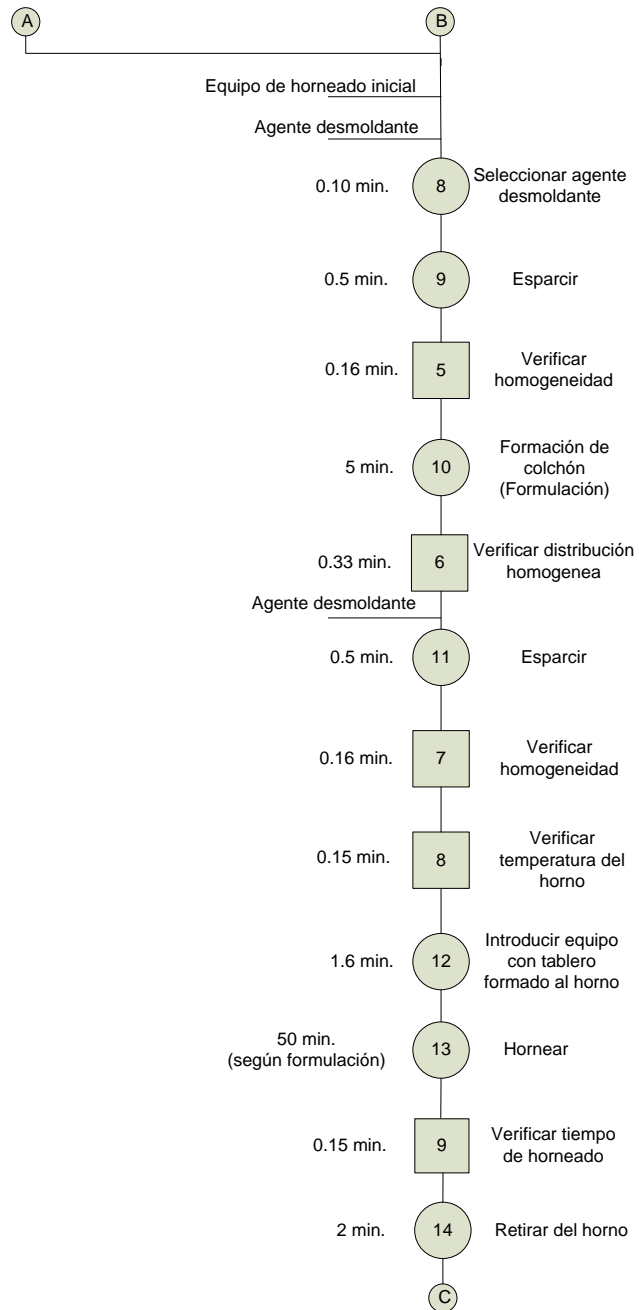 A
B
Equipo de horneado inicial
Agente desmoldante
0.10 min.
8
Seleccionar agente
desmoldante
0.5 min.
9
Esparcir
0.16 min.
5
Verificar
homogeneidad
5 min.
10
Formación de
colchón
(Formulación)
0.33 min.
6
Verificar distribución
homogenea
Agente desmoldante
0.5 min.
11
Esparcir
0.16 min.
7
Verificar
homogeneidad
0.15 min.
8
Verificar
temperatura del
horno
1.6 min.
12
Introducir equipo
con tablero
formado al horno
50 min.
(según formulación)
13
Hornear
0.15 min.
9
Verificar tiempo
de horneado
2 min.
14
Retirar del horno
C